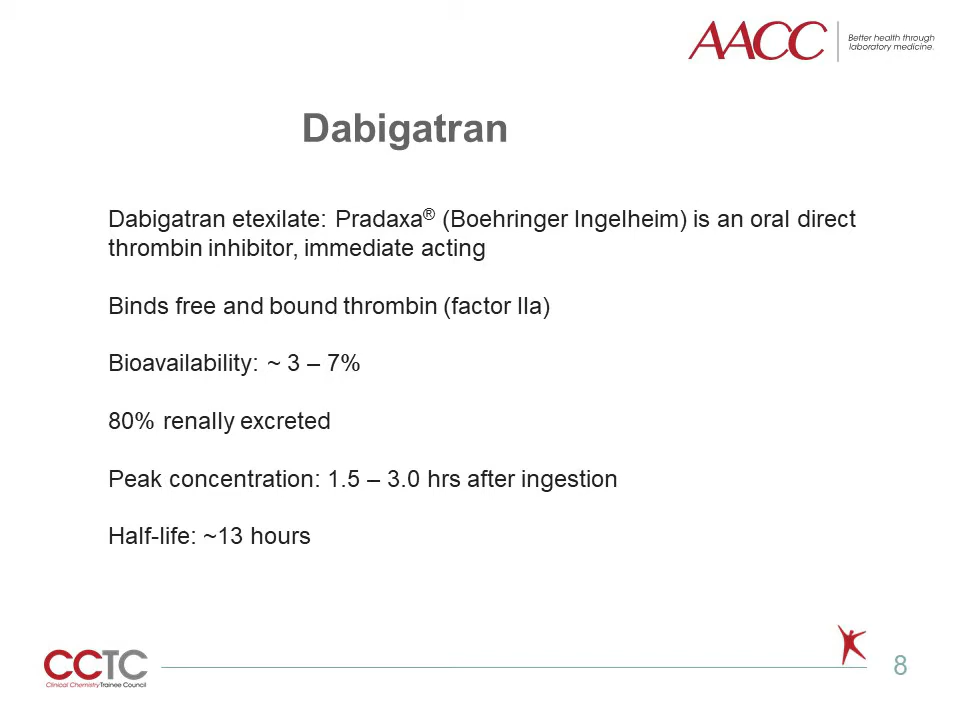 AACC
Better health through
laboratory medicine.
Dabigatran
Dabigatran etexilate: Pradaxa® (Boehringer Ingelheim) is an oral direct
thrombin inhibitor, immediate acting
Binds free and bound thrombin (factor IIa)
Bioavailability: ~ 3 – 7%
80% renally excreted
Peak concentration: 1.5 – 3.0 hrs after ingestion
Half-life: ~13 hours
CCTC
Clinical Chemistry Trainee Council
8